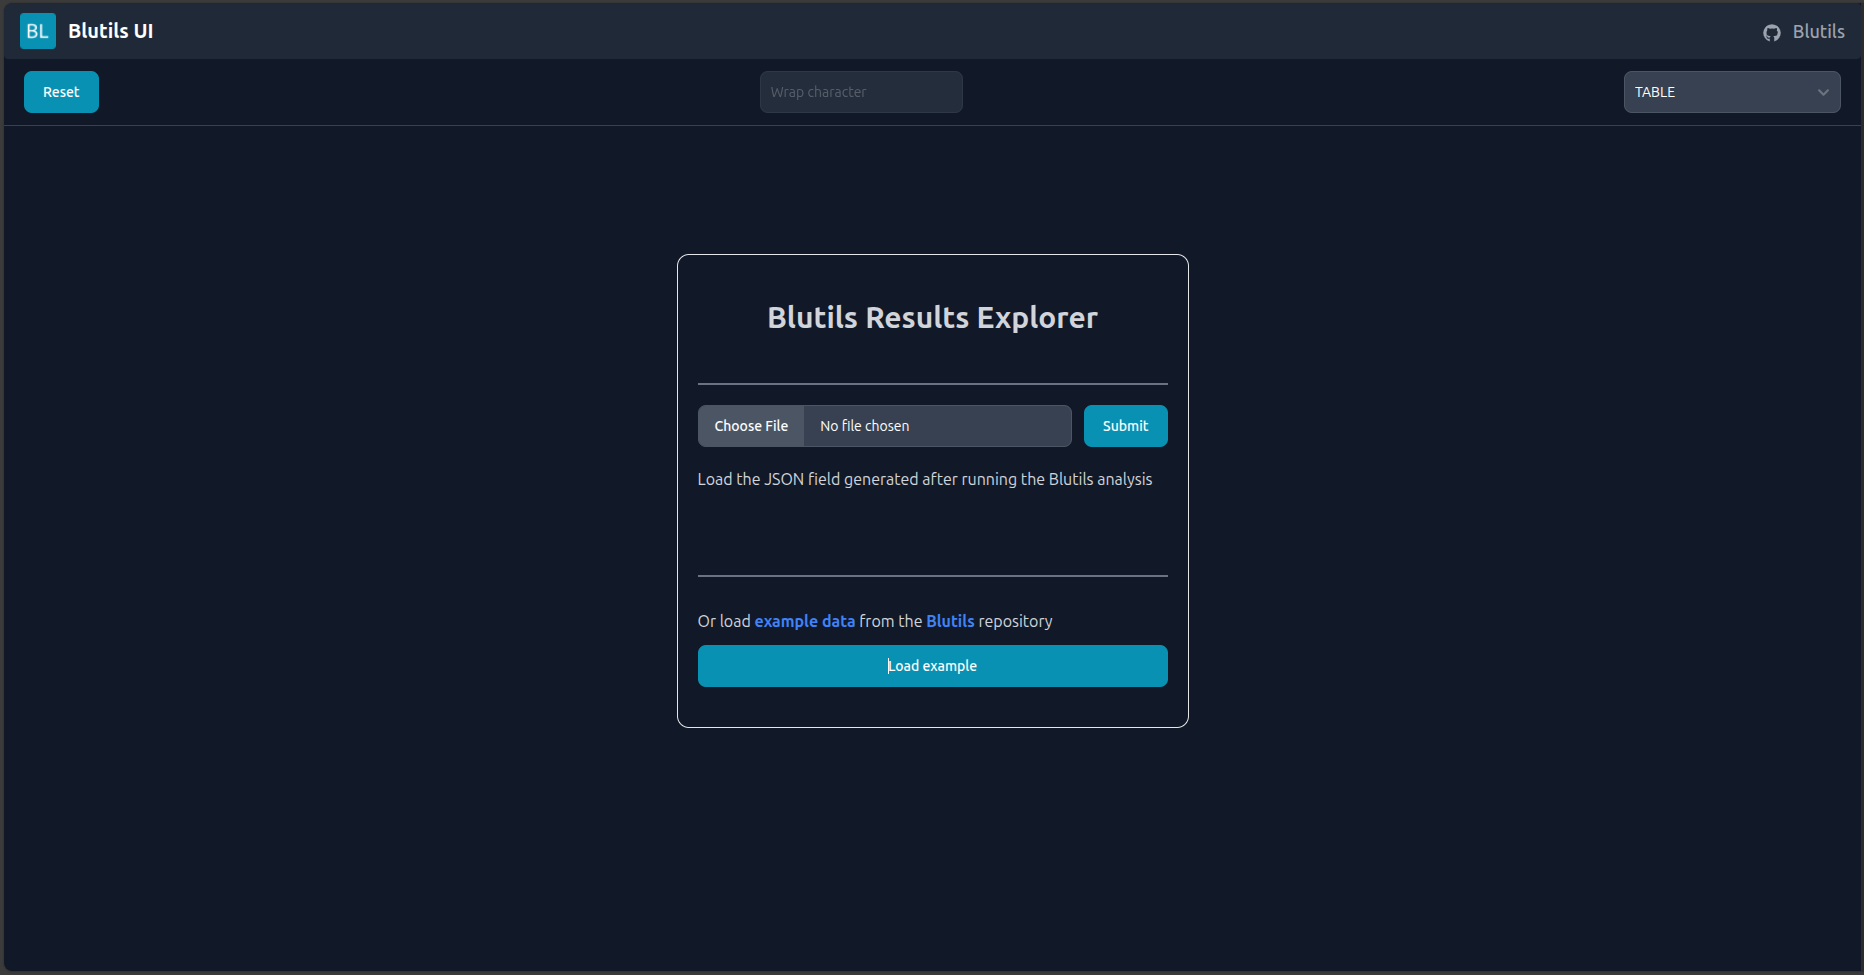 BL Blutils UI
Blutils
Reset
Wrap character
TABLE
Blutils Results Explorer
Choose File No file chosen
Submit
Load the JSON field generated after running the Blutils analysis
Or load example data from the Blutils repository
Load example